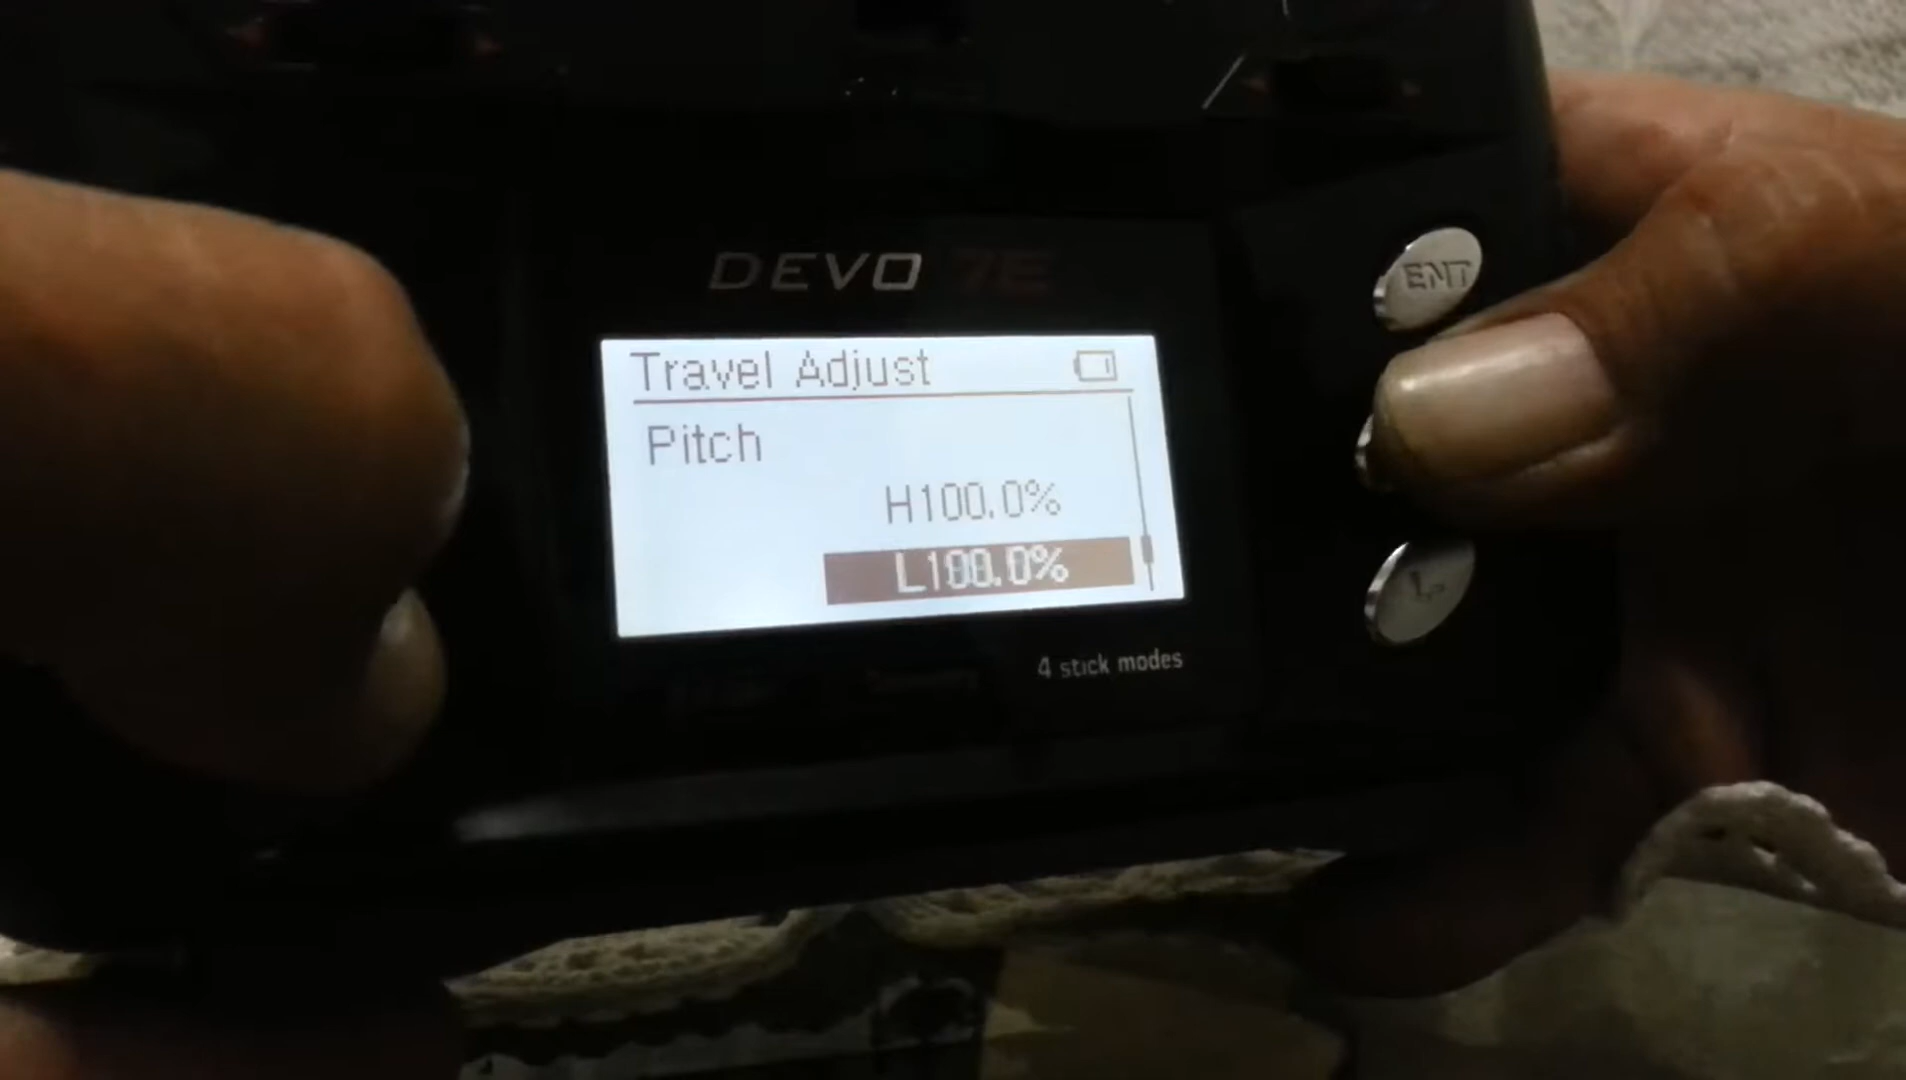 DEVO 7E
ENT
Travel Adjust
Pitch
H100.0%
L100.0%
4 stick modes